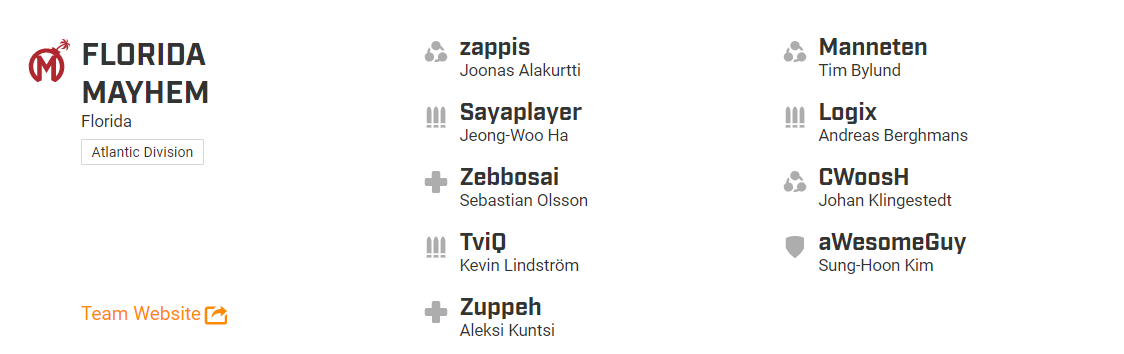 FLORIDA
MAYHEM
Florida
Atlantic Division
Team Website
zappis
Joonas Alakurtti
Sayaplayer
Jeong-Woo Ha
Zebbosai
Sebastian Olsson
TviQ
Kevin Lindström
Zuppeh
Aleksi Kuntsi
Manneten
Tim Bylund
Logix
Andreas Berghmans
CWoosH
Johan Klingestedt
aWesomeGuy
Sung-Hoon Kim